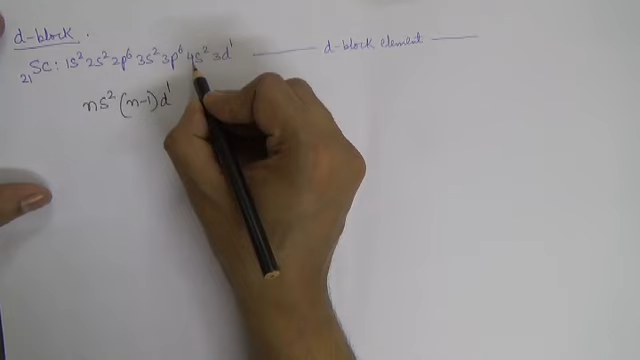 d-block.
₂₁Sc: 1s² 2s² 2p⁶ 3s² 3p⁶ 4s² 3d¹ ——— d-block element ———
ns² (n-1)d¹